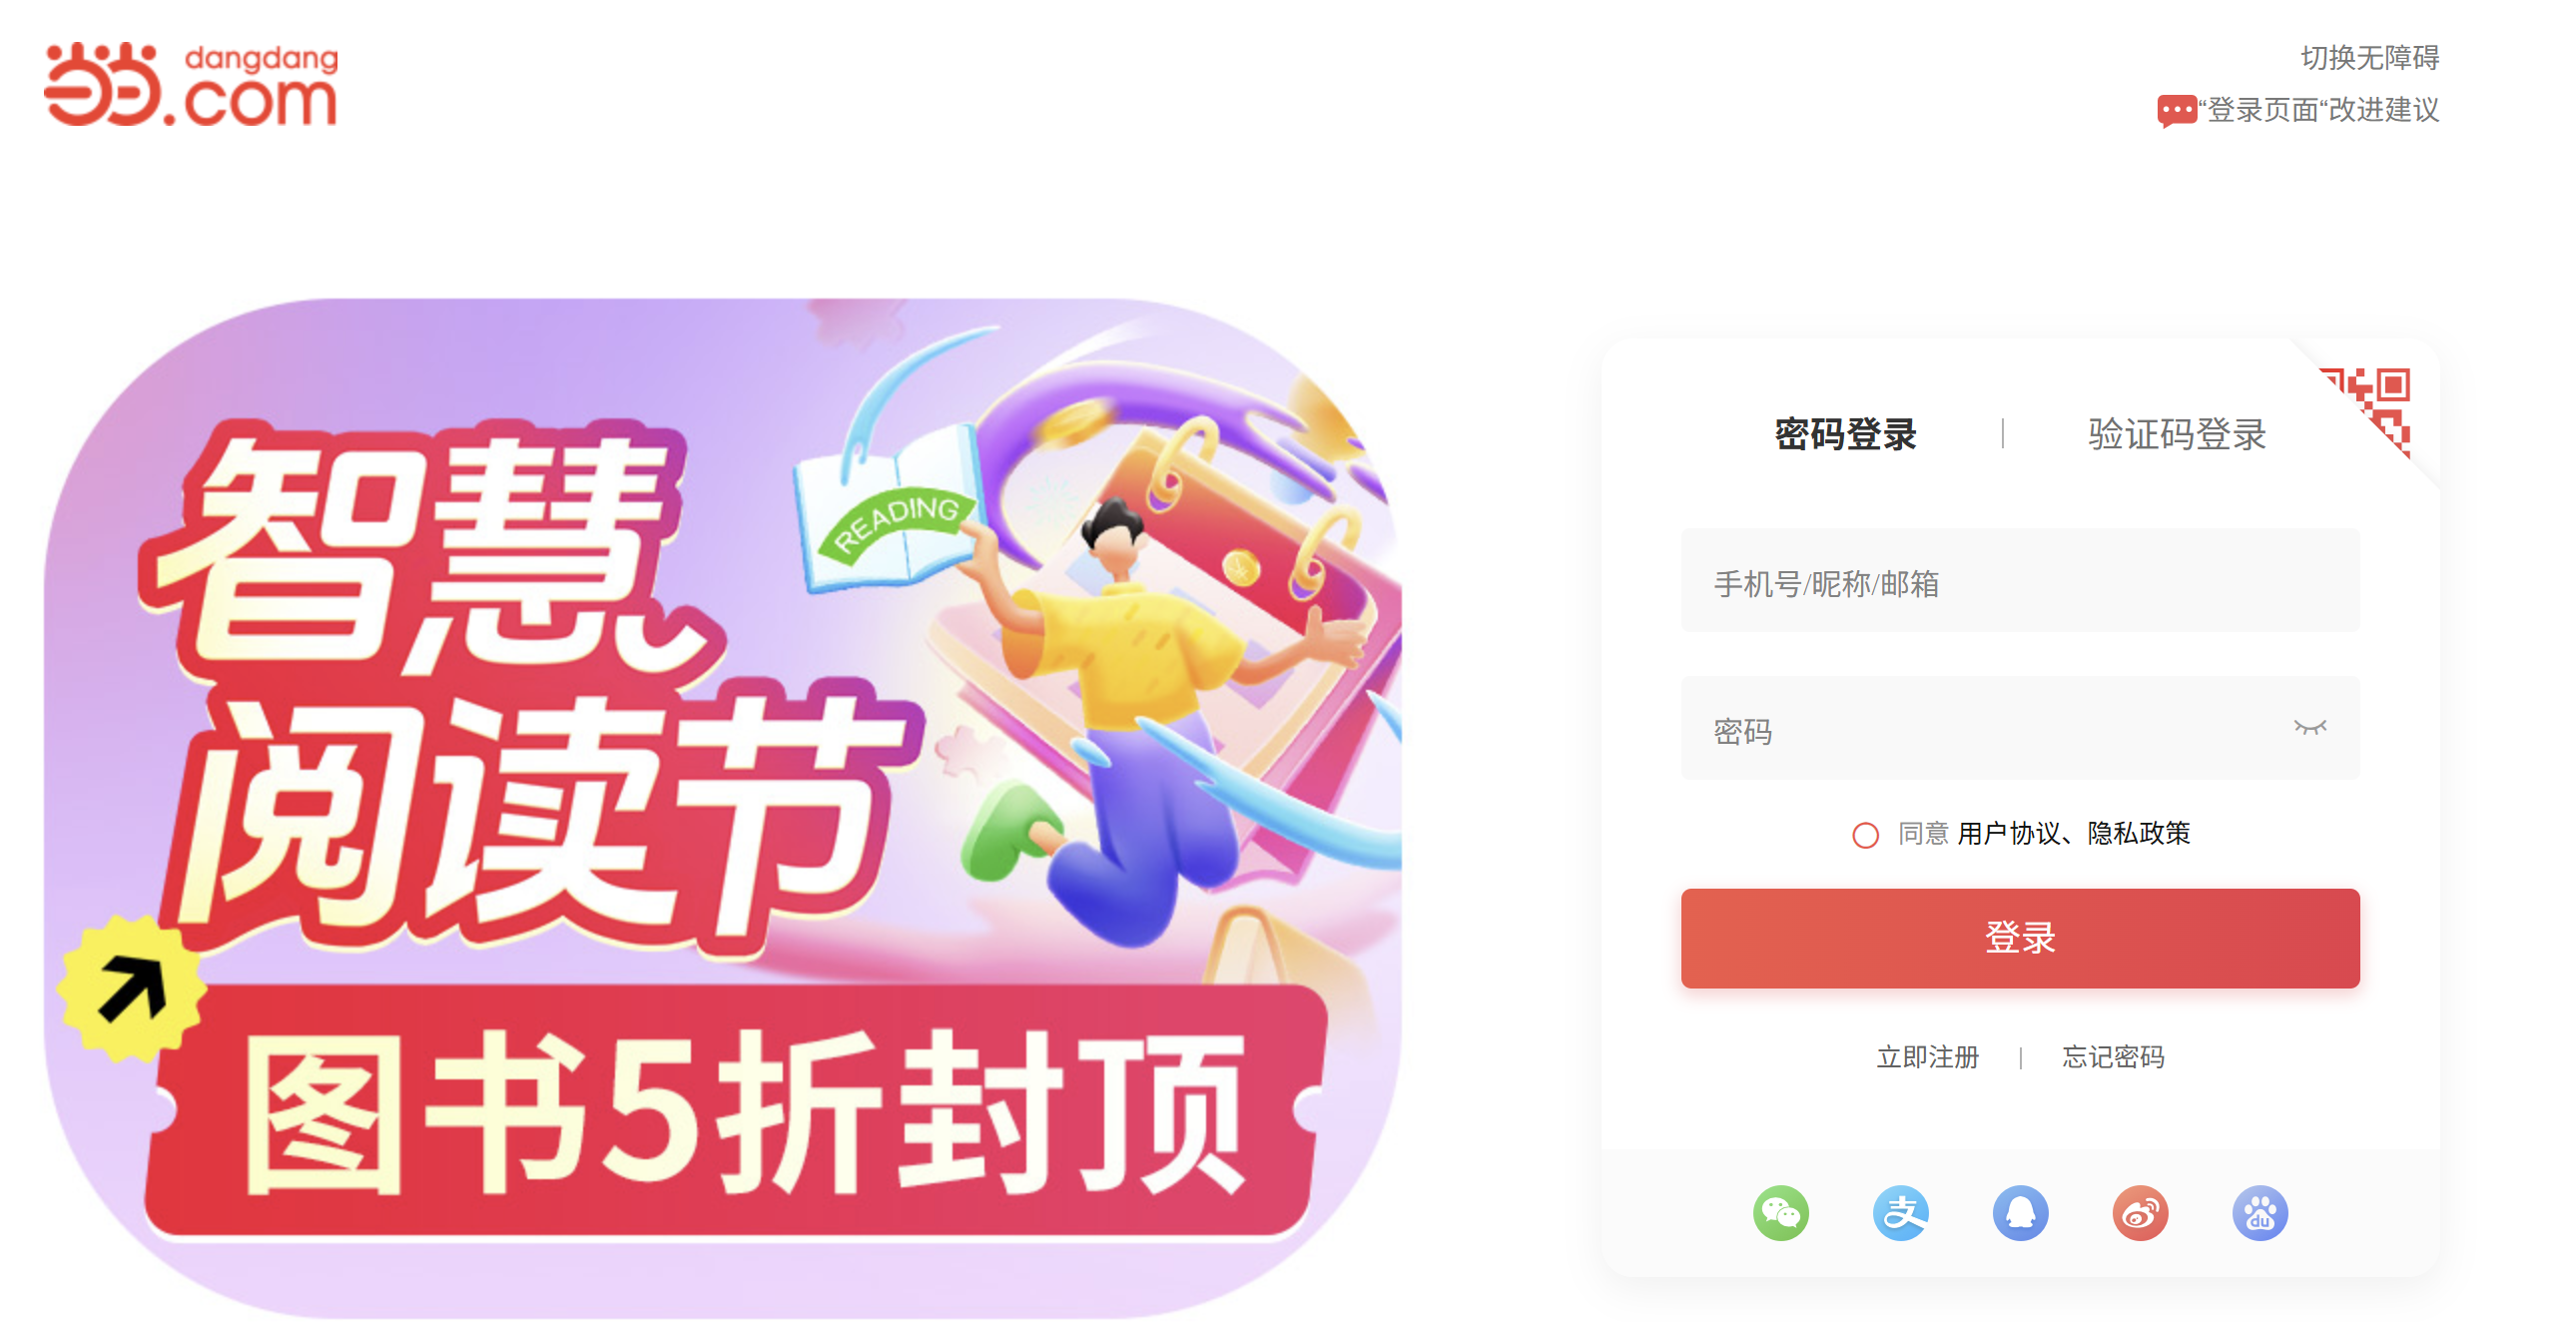 dangdang
.com
切换无障碍
“登录页面“改进建议
智慧
READING
阅读节
图书5折封顶
密码登录
验证码登录
手机号/昵称/邮箱
密码
同意 用户协议、隐私政策
登录
立即注册
忘记密码
支
du